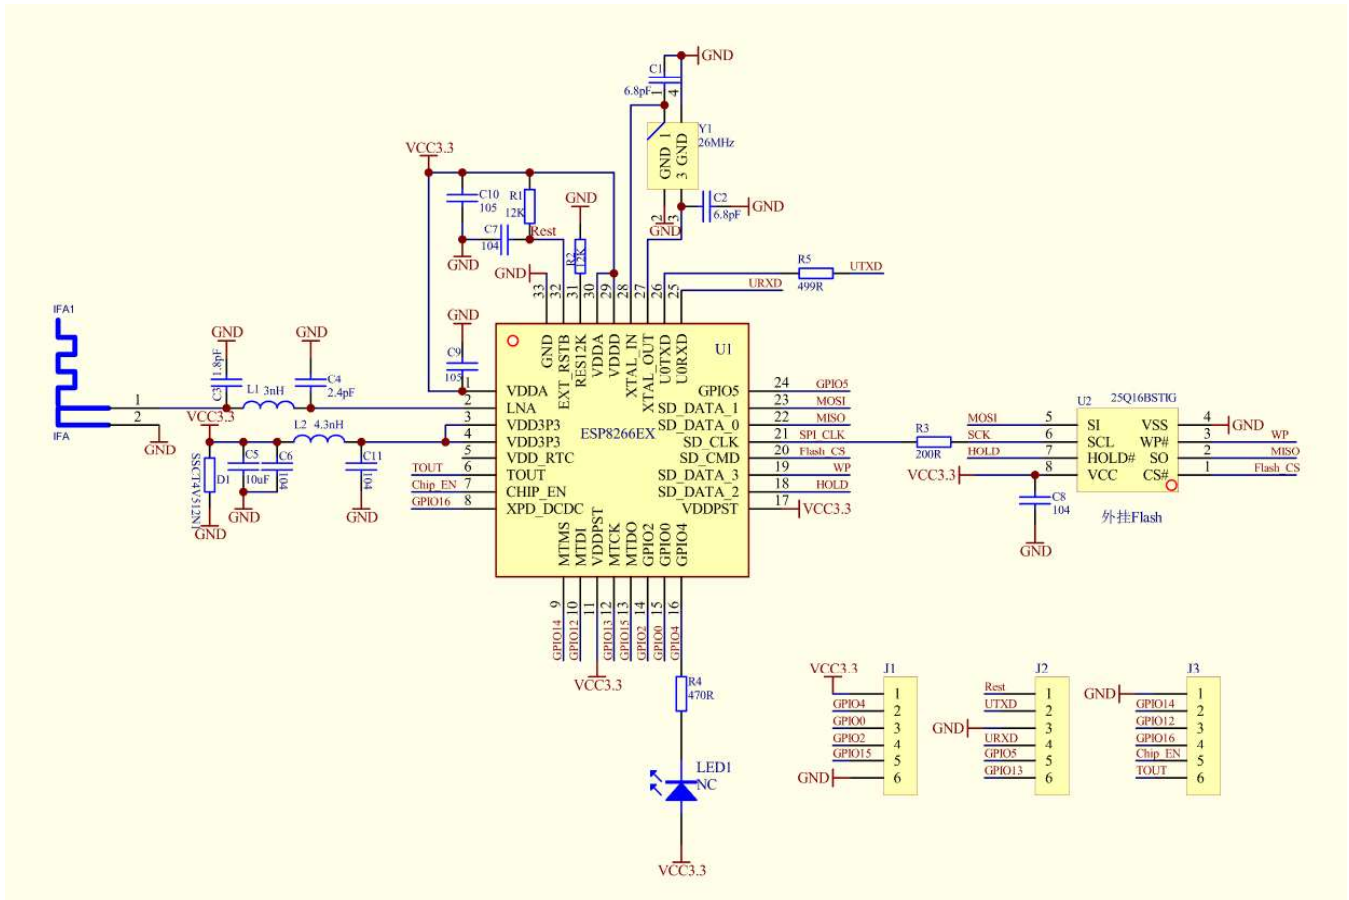 GND
C1
6.8pF
1
4
Y1
26MHz
GND 1
3 GND
2
3
GND
C2
6.8pF
GND
VCC3.3
C10
105
R1
12K
GND
C7
104
Rest
R2
12K
GND
GND
R5
499R
UTXD
URXD
33
32
31
30
29
28
27
26
25
GND
EXT_RSTB
RES12K
VDDA
VDDD
XTAL_IN
XTAL_OUT
U0TXD
U0RXD
U1
ESP8266EX
IFA1
IFA
1
2
GND
GND
C3
1.8pF
L1 3nH
GND
C4
2.4pF
GND
C9
105
VCC3.3
L2 4.3nH
D1
GND
C5
10uF
C6
104
GND
C11
104
GND
1
VDDA
2
LNA
3
VDD3P3
4
VDD3P3
5
VDD_RTC
TOUT
6
TOUT
Chip_EN
7
CHIP_EN
GPIO16
8
XPD_DCDC
GPIO5
24
GPIO5
SD_DATA_1
23
MOSI
SD_DATA_0
22
MISO
SD_CLK
21
SPI_CLK
SD_CMD
20
Flash_CS
SD_DATA_3
19
WP
SD_DATA_2
18
HOLD
VDDPST
17
VCC3.3
MTMS
MTDI
VDDPST
MTCK
MTDO
GPIO2
GPIO0
GPIO4
9
10
11
12
13
14
15
16
GPIO14
GPIO12
GPIO13
GPIO15
GPIO2
GPIO0
GPIO4
VCC3.3
R4
470R
LED1
NC
VCC3.3
R3
200R
U2
25Q16BSTIG
MOSI
5
SI
SCK
6
SCL
HOLD
7
HOLD#
VCC3.3
8
VCC
VSS
4
GND
WP#
3
WP
SO
2
MISO
CS#
1
Flash_CS
C8
104
GND
外挂Flash
J1
VCC3.3
1
GPIO4
2
GPIO0
3
GPIO2
4
GPIO15
5
GND
6
J2
Rest
1
UTXD
2
GND
3
URXD
4
GPIO5
5
GPIO13
6
J3
GND
1
GPIO14
2
GPIO12
3
GPIO16
4
Chip_EN
5
TOUT
6